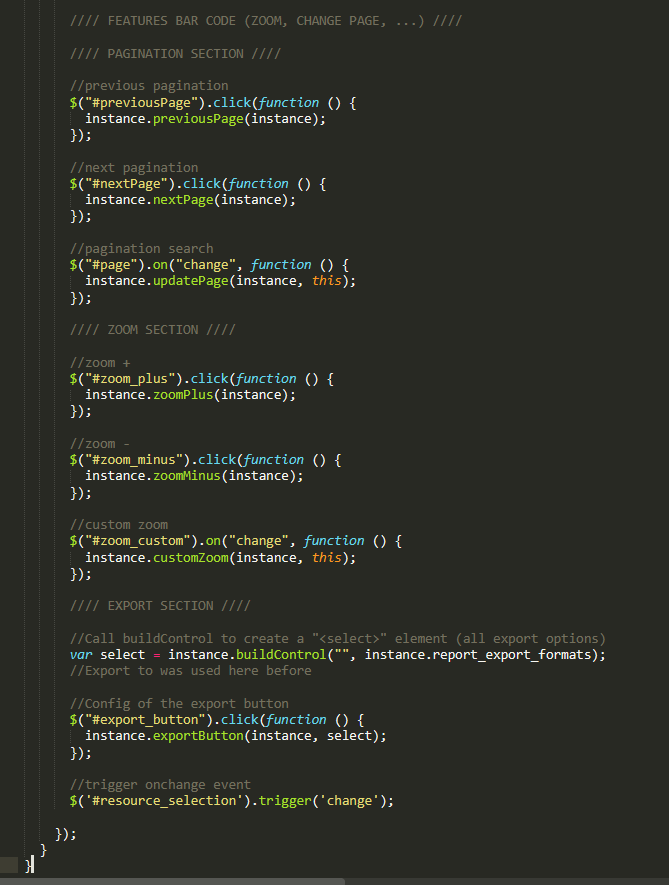 //// FEATURES BAR CODE (ZOOM, CHANGE PAGE, ...) ////
//// PAGINATION SECTION ////
//previous pagination
$("#previousPage").click(function () {
instance.previousPage(instance);
});
//next pagination
$("#nextPage").click(function () {
instance.nextPage(instance);
});
//pagination search
$("#page").on("change", function () {
instance.updatePage(instance, this);
});
//// ZOOM SECTION ////
//zoom +
$("#zoom_plus").click(function () {
instance.zoomPlus(instance);
});
//zoom -
$("#zoom_minus").click(function () {
instance.zoomMinus(instance);
});
//custom zoom
$("#zoom_custom").on("change", function () {
instance.customZoom(instance, this);
});
//// EXPORT SECTION ////
//Call buildControl to create a "<select>" element (all export options)
var select = instance.buildControl("", instance.report_export_formats);
//Export to was used here before
//Config of the export button
$("#export_button").click(function () {
instance.exportButton(instance, select);
});
//trigger onchange event
$('#resource_selection').trigger('change');
});
}
}